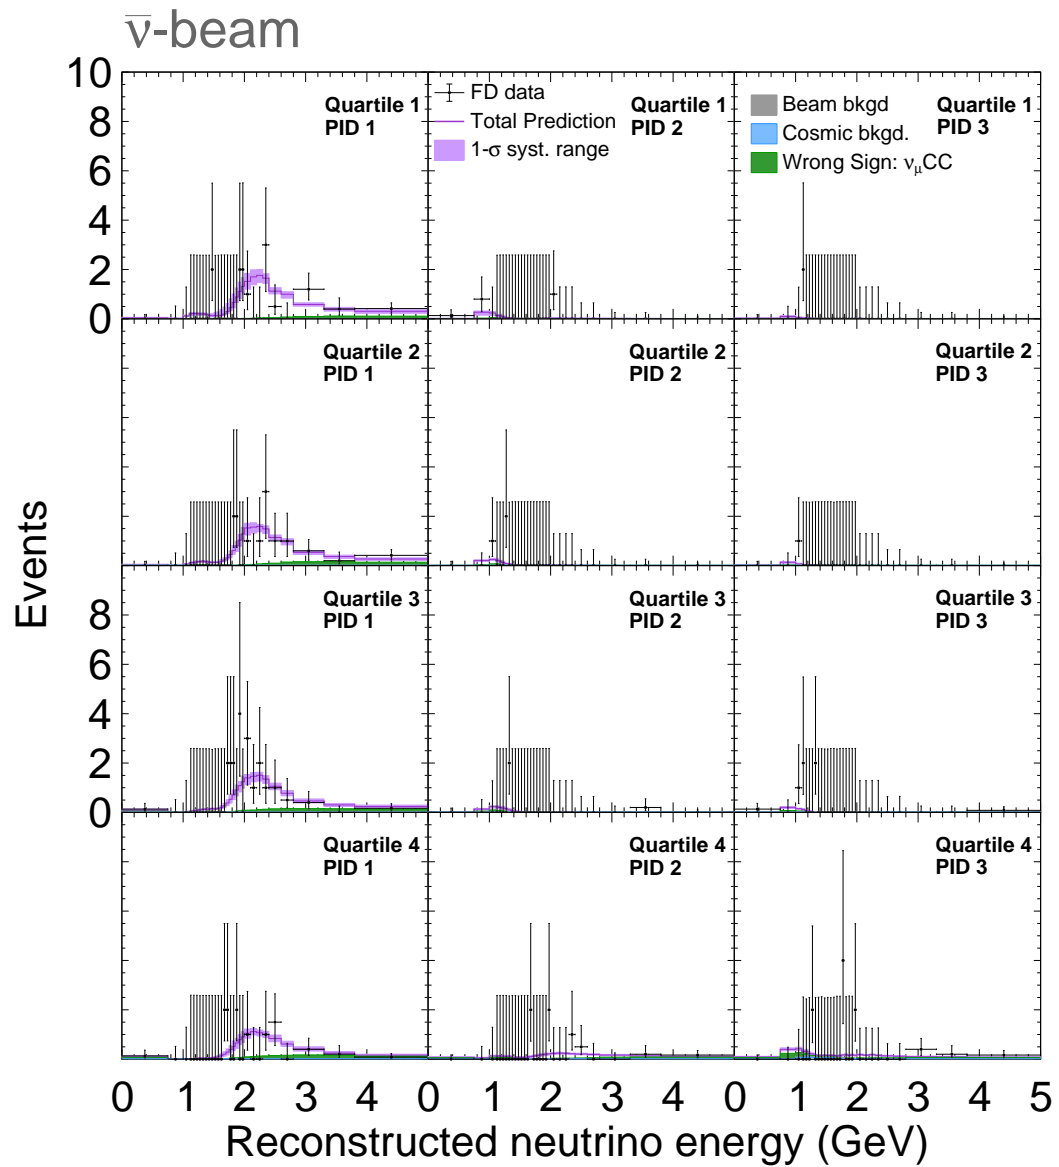 ν̅-beam
10
8
6
4
2
0
Quartile 1
PID 1
FD data
Total Prediction
1-σ syst. range
Quartile 1
PID 2
Beam bkgd
Cosmic bkgd.
Wrong Sign: νμCC
Quartile 1
PID 3
Quartile 2
PID 1
Quartile 2
PID 2
Quartile 2
PID 3
Events
8
6
4
2
0
Quartile 3
PID 1
Quartile 3
PID 2
Quartile 3
PID 3
Quartile 4
PID 1
Quartile 4
PID 2
Quartile 4
PID 3
0 1 2 3 4 0 1 2 3 4 0 1 2 3 4 5
Reconstructed neutrino energy (GeV)